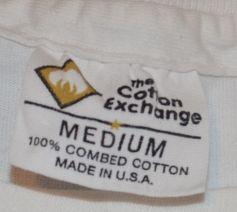 The
Cotton
Exchange
MEDIUM
100% COMBED COTTON
MADE IN U.S.A.